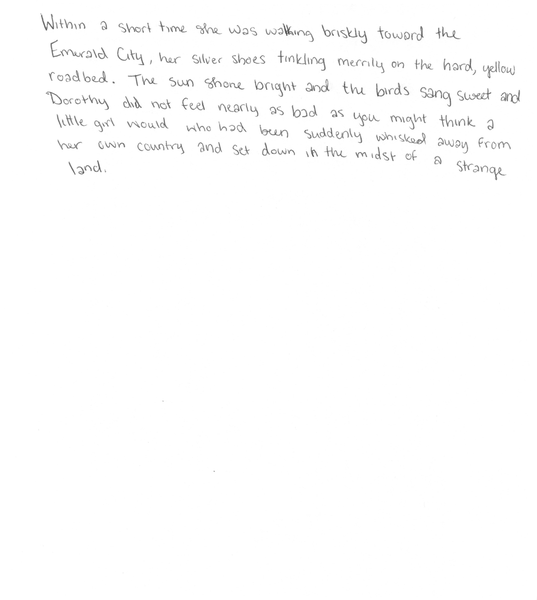 Within a short time she was walking briskly toward the
Emerald City, her silver shoes tinkling merrily on the hard, yellow
roadbed. The sun shone bright and the birds sang sweet and
Dorothy did not feel nearly as bad as you might think a
little girl would who had been suddenly whisked away from
her own country and set down in the midst of a strange
land.